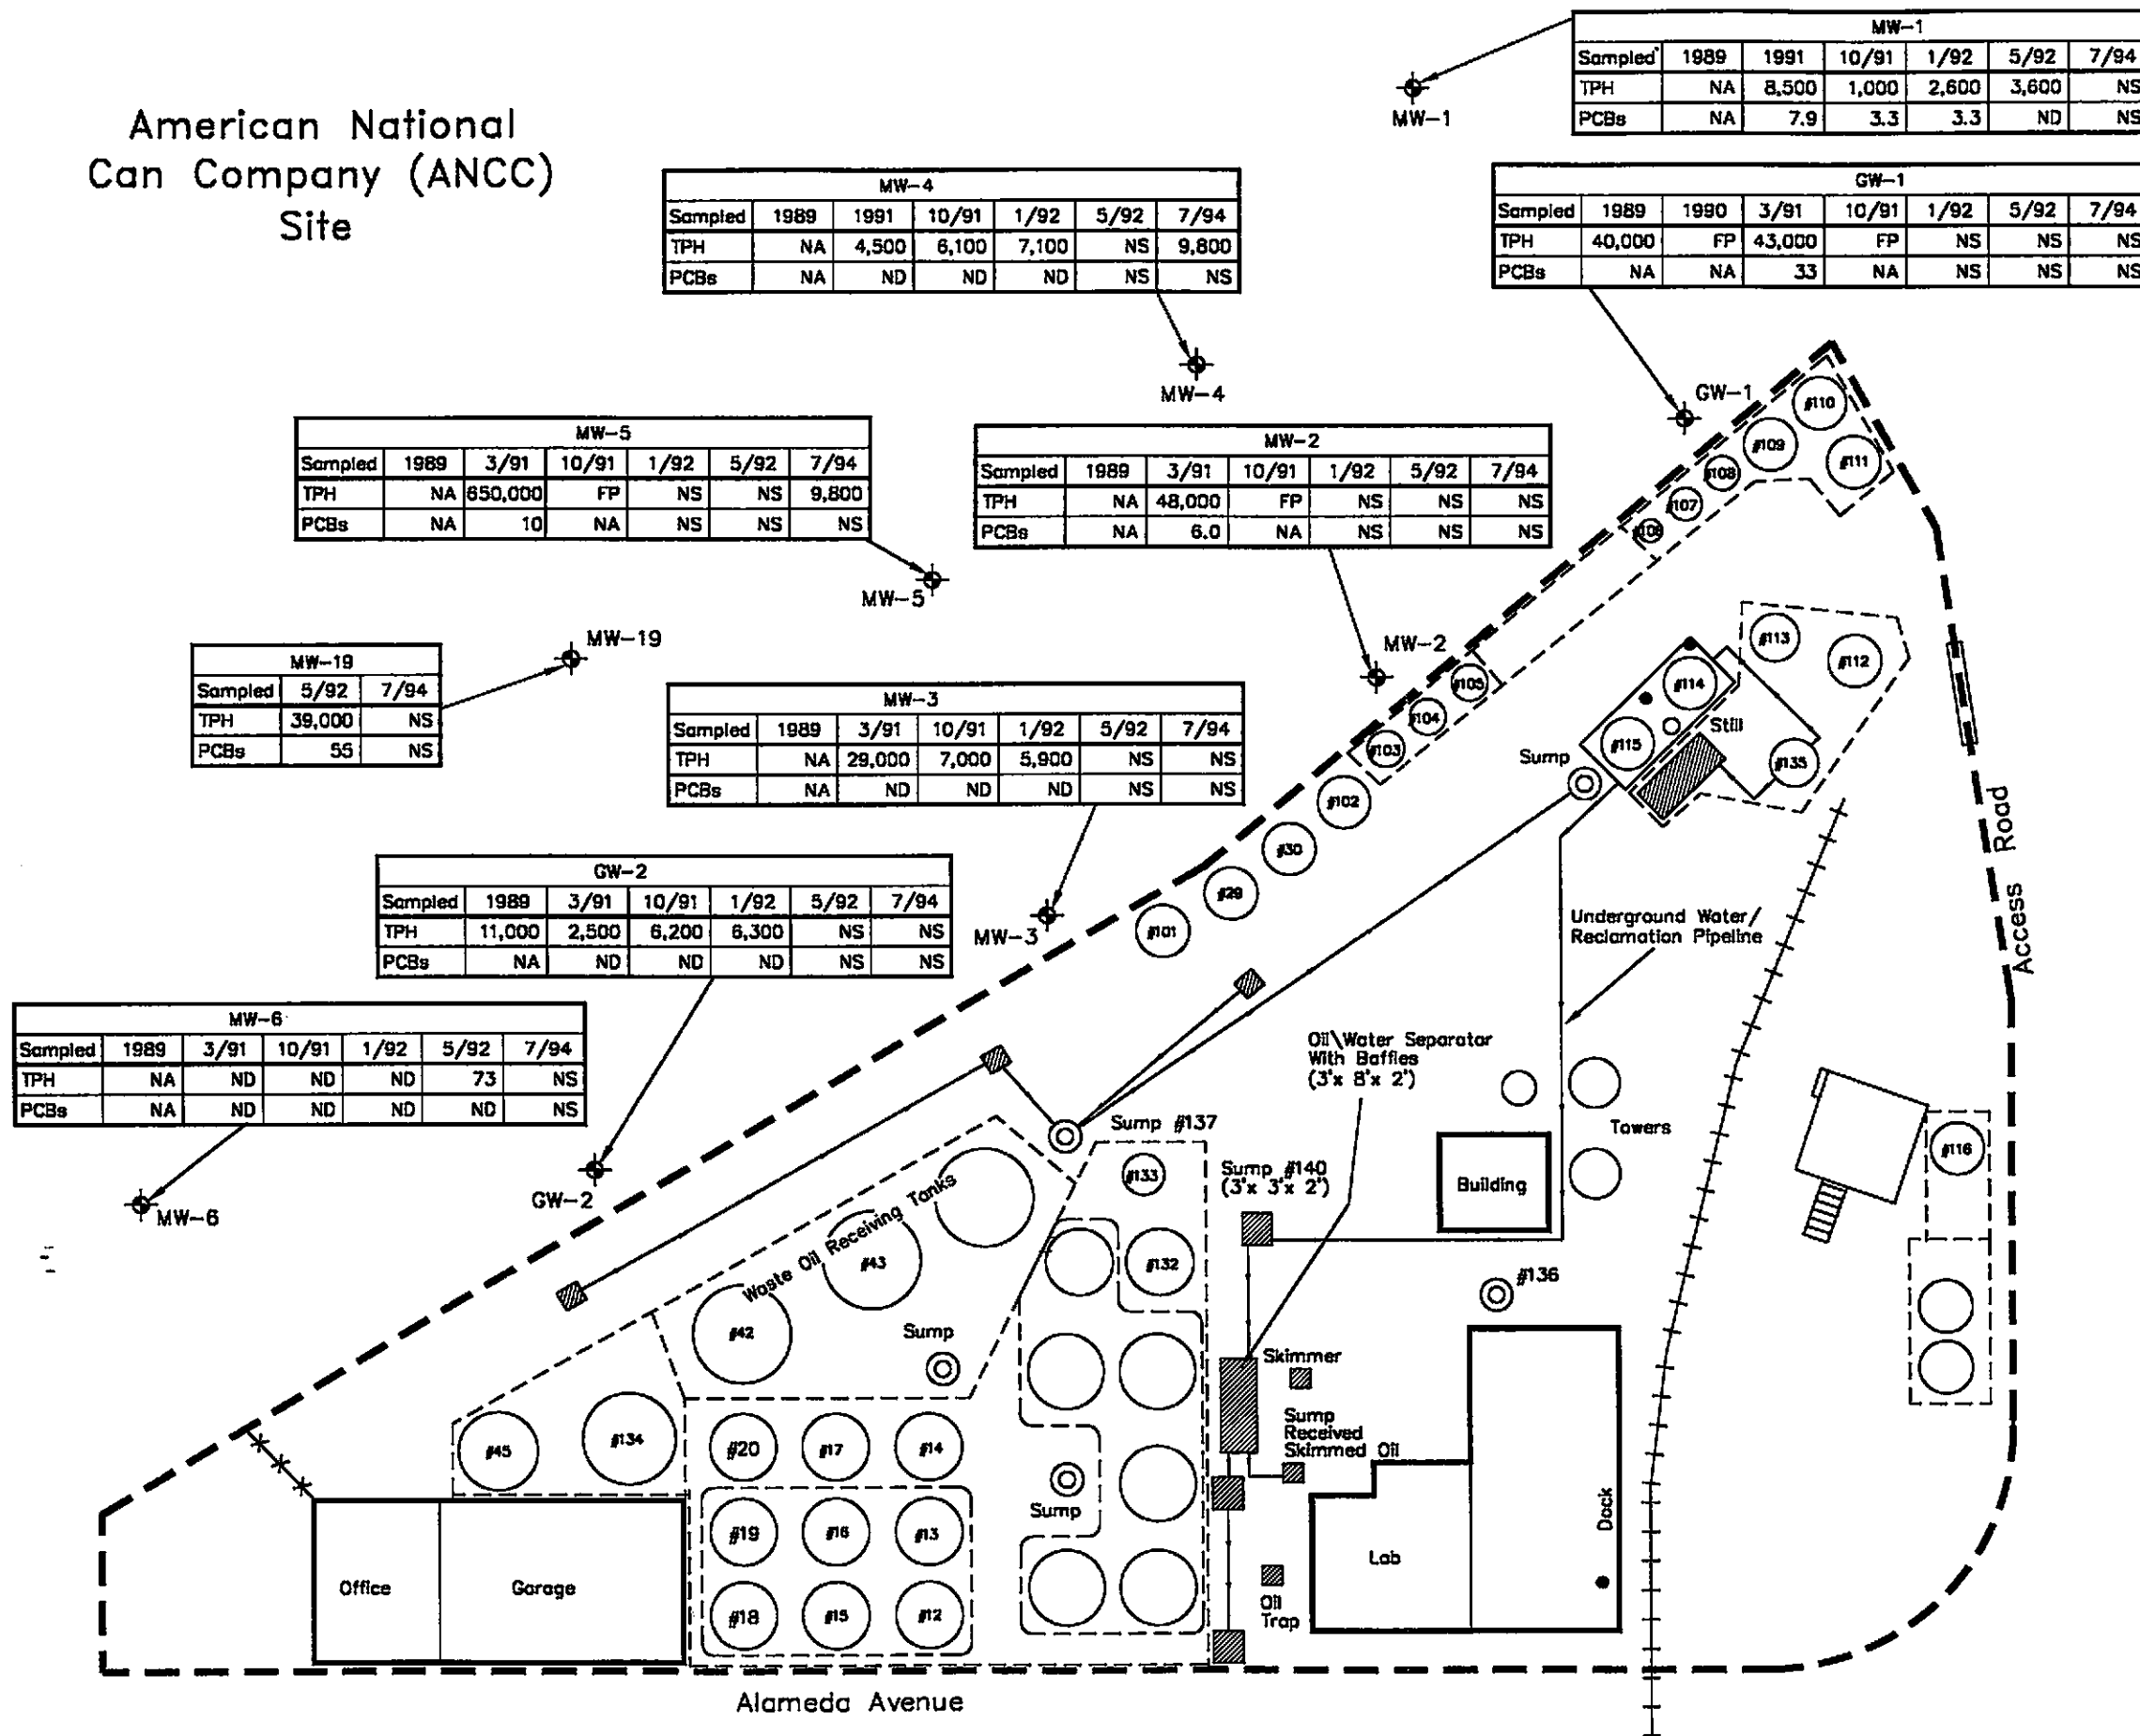 American National
Can Company (ANCC)
Site
MW-1
Sampled 1989 1991 10/91 1/92 5/92 7/94
TPH NA 8,500 1,000 2,600 3,600 NS
PCBs NA 7.9 3.3 3.3 ND NS
MW-1
MW-4
Sampled 1989 1991 10/91 1/92 5/92 7/94
TPH NA 4,500 6,100 7,100 NS 9,800
PCBs NA ND ND ND NS NS
MW-4
GW-1
Sampled 1989 1990 3/91 10/91 1/92 5/92 7/94
TPH 40,000 FP 43,000 FP NS NS NS
PCBs NA NA 33 NA NS NS NS
GW-1
MW-5
Sampled 1989 3/91 10/91 1/92 5/92 7/94
TPH NA 650,000 FP NS NS 9,800
PCBs NA 10 NA NS NS NS
MW-5
MW-2
Sampled 1989 3/91 10/91 1/92 5/92 7/94
TPH NA 48,000 FP NS NS NS
PCBs NA 6.0 NA NS NS NS
MW-2
MW-19
Sampled 5/92 7/94
TPH 39,000 NS
PCBs 55 NS
MW-19
MW-3
Sampled 1989 3/91 10/91 1/92 5/92 7/94
TPH NA 29,000 7,000 5,900 NS NS
PCBs NA ND ND ND NS NS
MW-3
GW-2
Sampled 1989 3/91 10/91 1/92 5/92 7/94
TPH 11,000 2,500 6,200 6,300 NS NS
PCBs NA ND ND ND NS NS
GW-2
MW-6
Sampled 1989 3/91 10/91 1/92 5/92 7/94
TPH NA ND ND ND 73 NS
PCBs NA ND ND ND ND NS
MW-6
#110
#109
#111
#108
#107
#106
#105
#104
#103
#102
#30
#29
#101
#113
#112
#114
#115
Still
#135
Sump
Access Road
Underground Water/
Reclamation Pipeline
Oil\Water Separator
With Baffles
(3'x 8'x 2')
Towers
Building
#116
Sump #137
#133
Sump #140
(3'x 3'x 2')
#132
#136
Waste Oil Receiving Tanks
#43
#42
Sump
#45
#134
#20
#17
#14
#19
#16
#13
#18
#15
#12
Sump
Skimmer
Sump
Received
Skimmed Oil
Oil
Trap
Lab
Dock
Office
Garage
Alameda Avenue